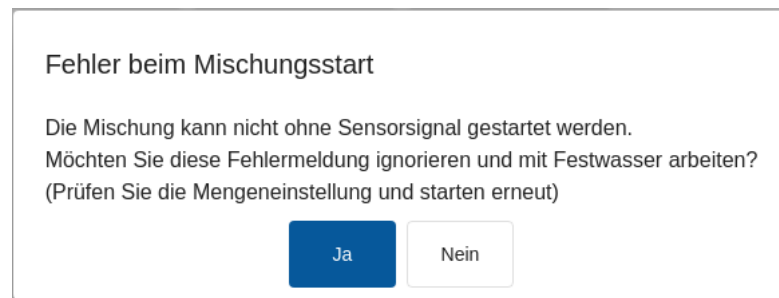 Fehler beim Mischungsstart
Die Mischung kann nicht ohne Sensorsignal gestartet werden.
Möchten Sie diese Fehlermeldung ignorieren und mit Festwasser arbeiten?
(Prüfen Sie die Mengeneinstellung und starten erneut)
Ja
Nein